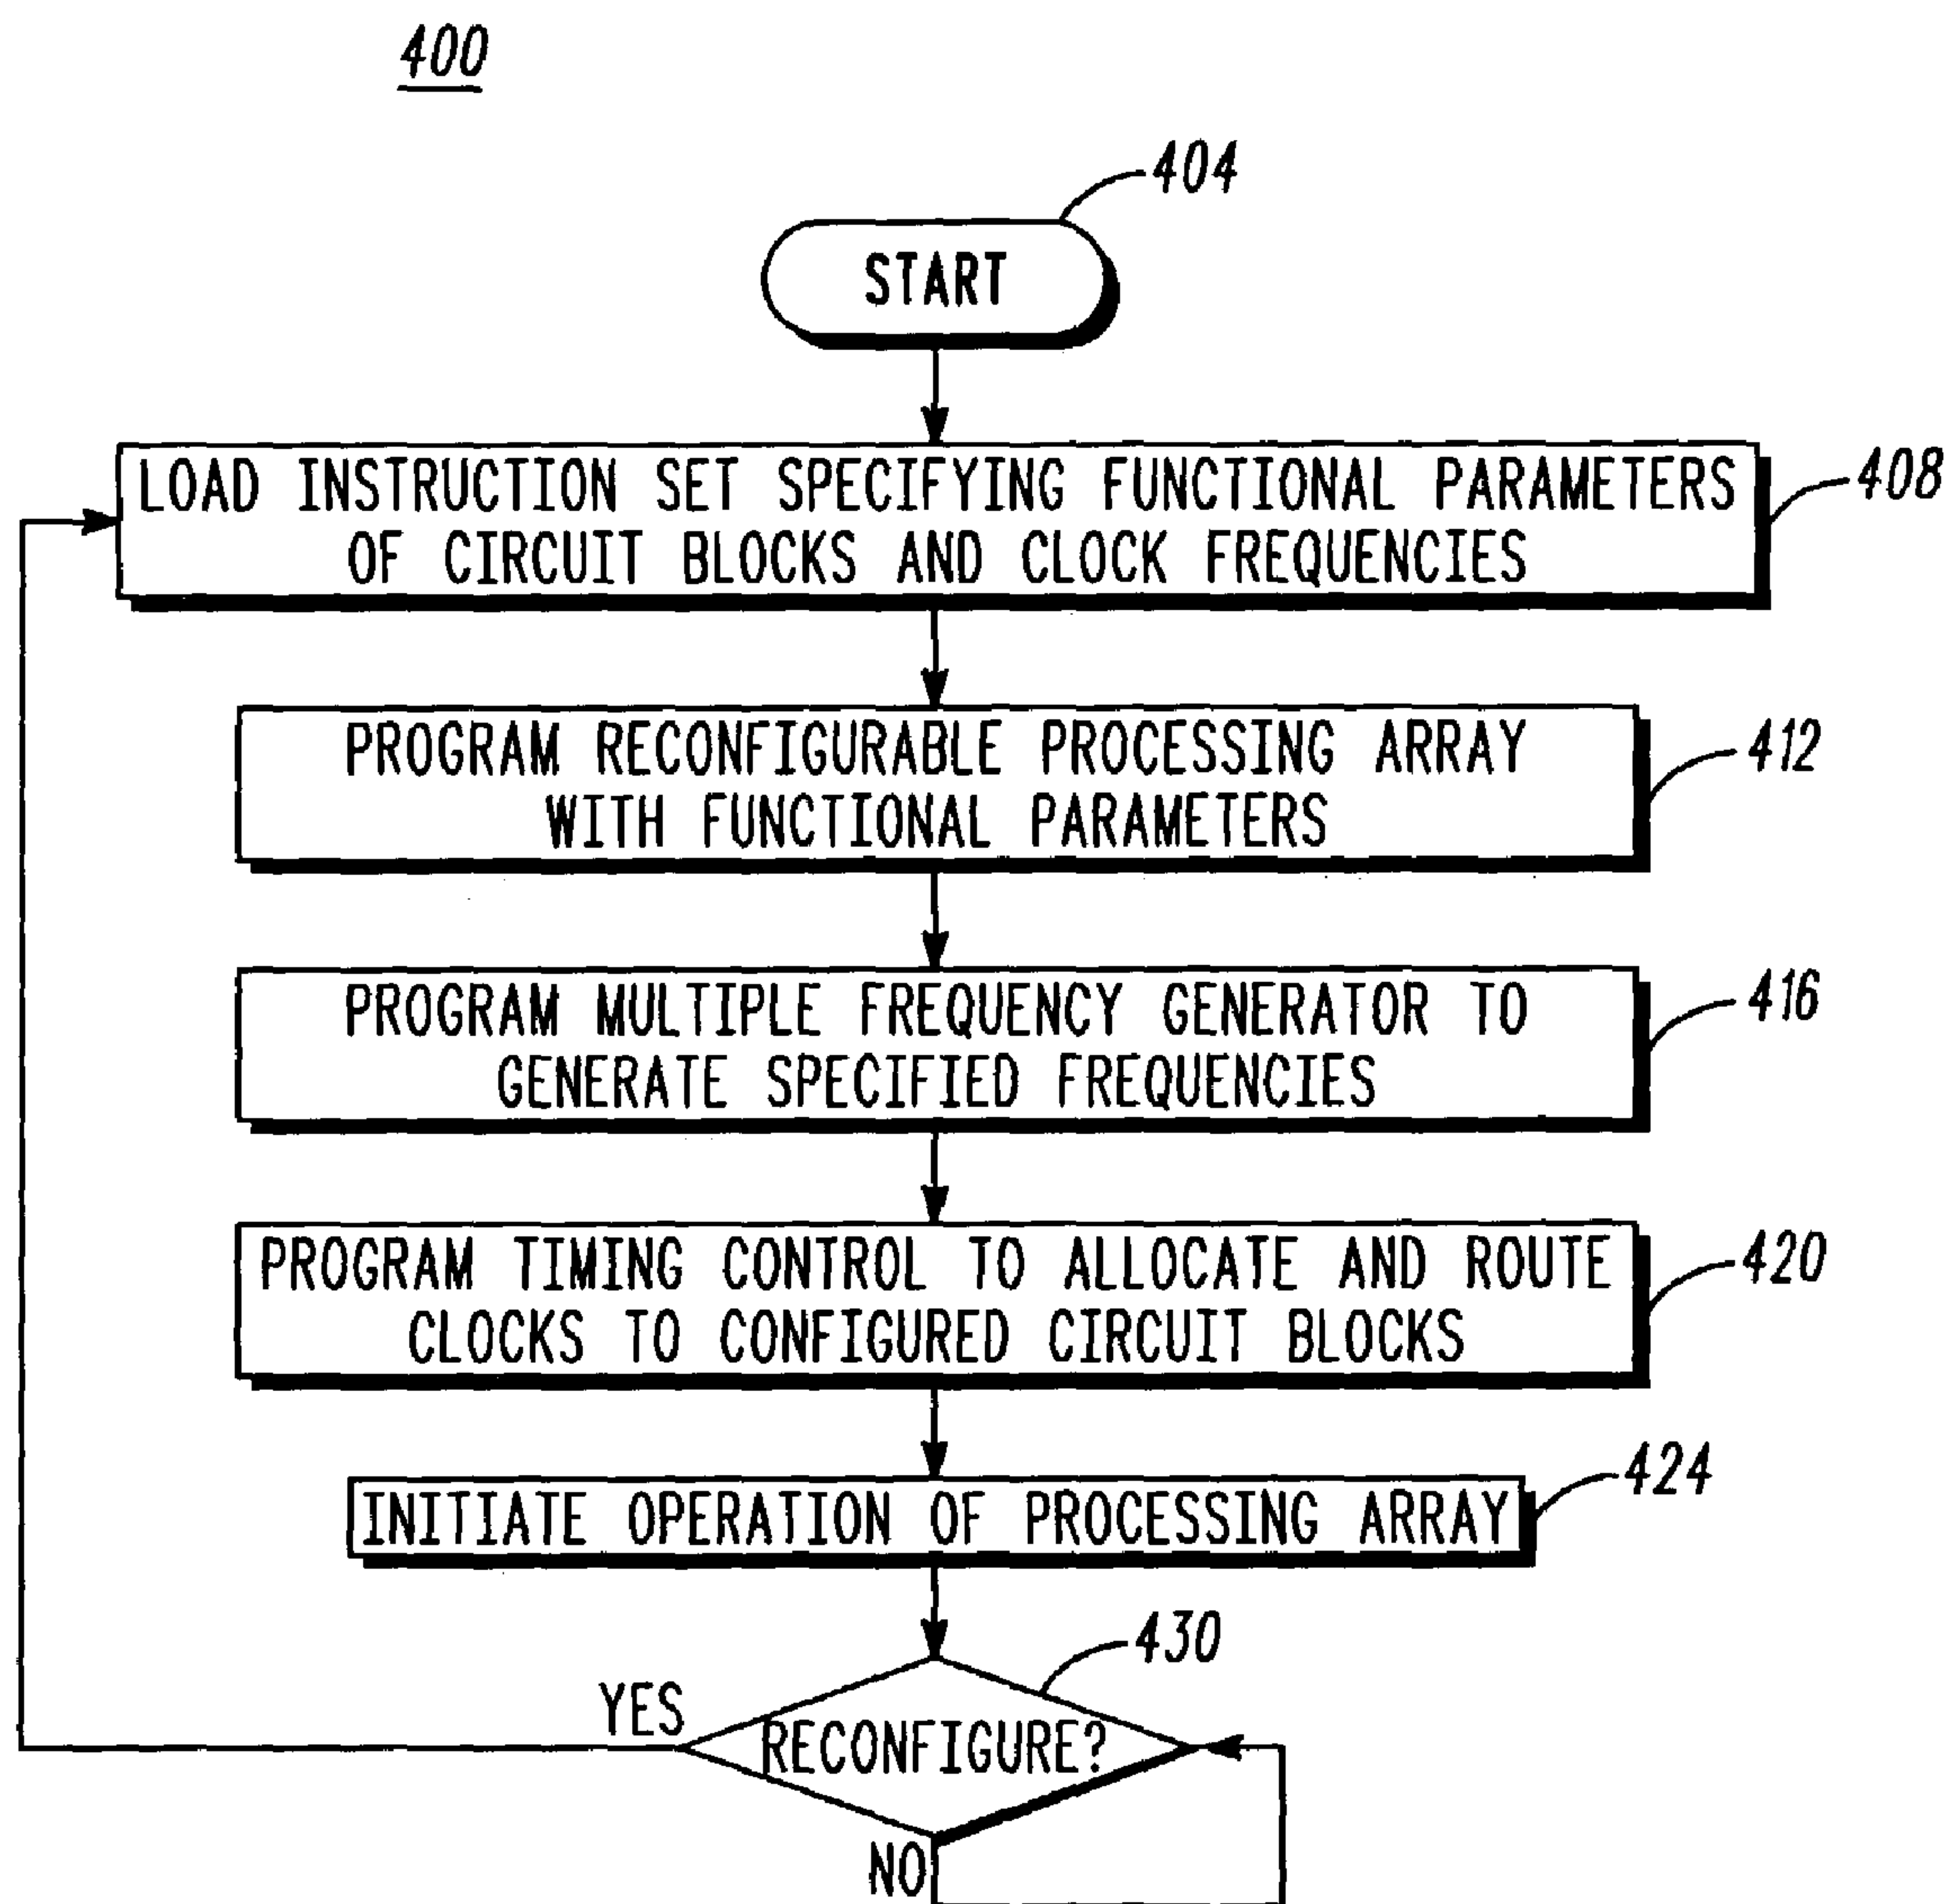 400
404
START
LOAD INSTRUCTION SET SPECIFYING FUNCTIONAL PARAMETERS
OF CIRCUIT BLOCKS AND CLOCK FREQUENCIES
408
PROGRAM RECONFIGURABLE PROCESSING ARRAY
WITH FUNCTIONAL PARAMETERS
412
PROGRAM MULTIPLE FREQUENCY GENERATOR TO
GENERATE SPECIFIED FREQUENCIES
416
PROGRAM TIMING CONTROL TO ALLOCATE AND ROUTE
CLOCKS TO CONFIGURED CIRCUIT BLOCKS
420
INITIATE OPERATION OF PROCESSING ARRAY
424
430
YES
RECONFIGURE?
NO